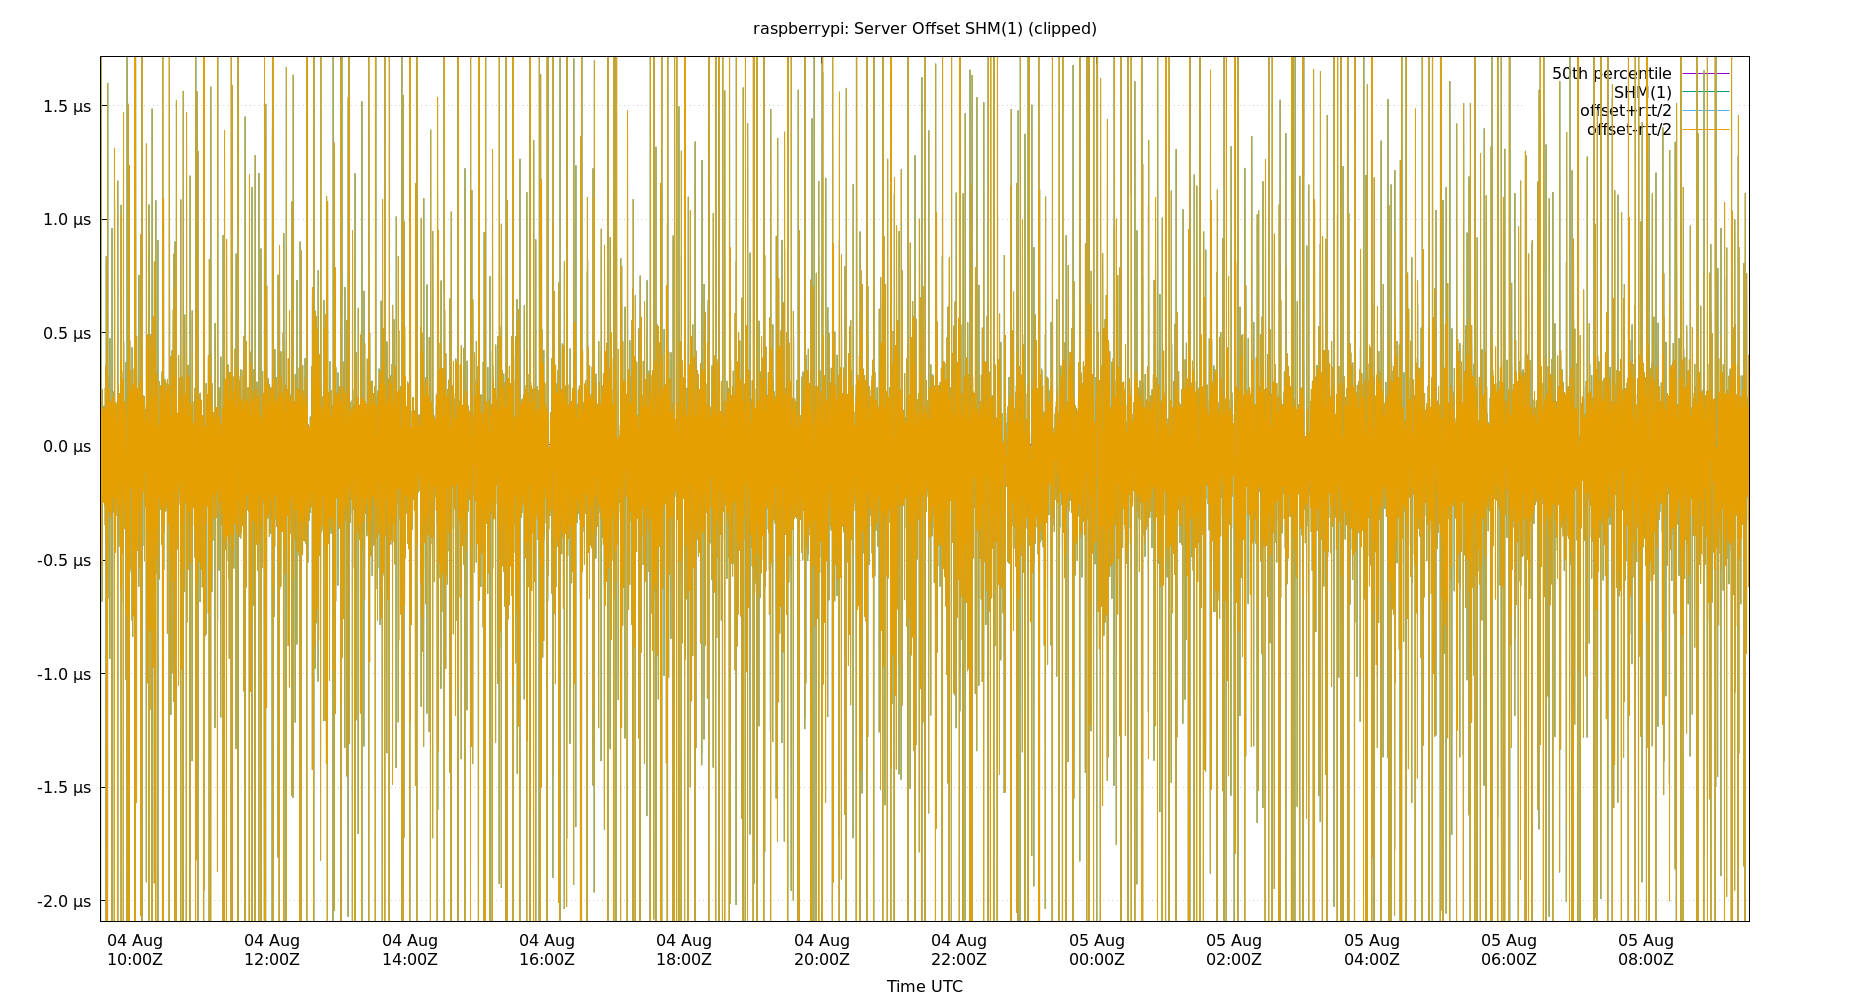 raspberrypi: Server Offset SHM(1) (clipped)
50th percentile
SHM(1)
offset+rtt/2
offset-rtt/2
1.5 µs
1.0 µs
0.5 µs
0.0 µs
-0.5 µs
-1.0 µs
-1.5 µs
-2.0 µs
04 Aug 04 Aug 04 Aug 04 Aug 04 Aug 04 Aug 04 Aug 05 Aug 05 Aug 05 Aug 05 Aug 05 Aug
10:00Z 12:00Z 14:00Z 16:00Z 18:00Z 20:00Z 22:00Z 00:00Z 02:00Z 04:00Z 06:00Z 08:00Z
Time UTC